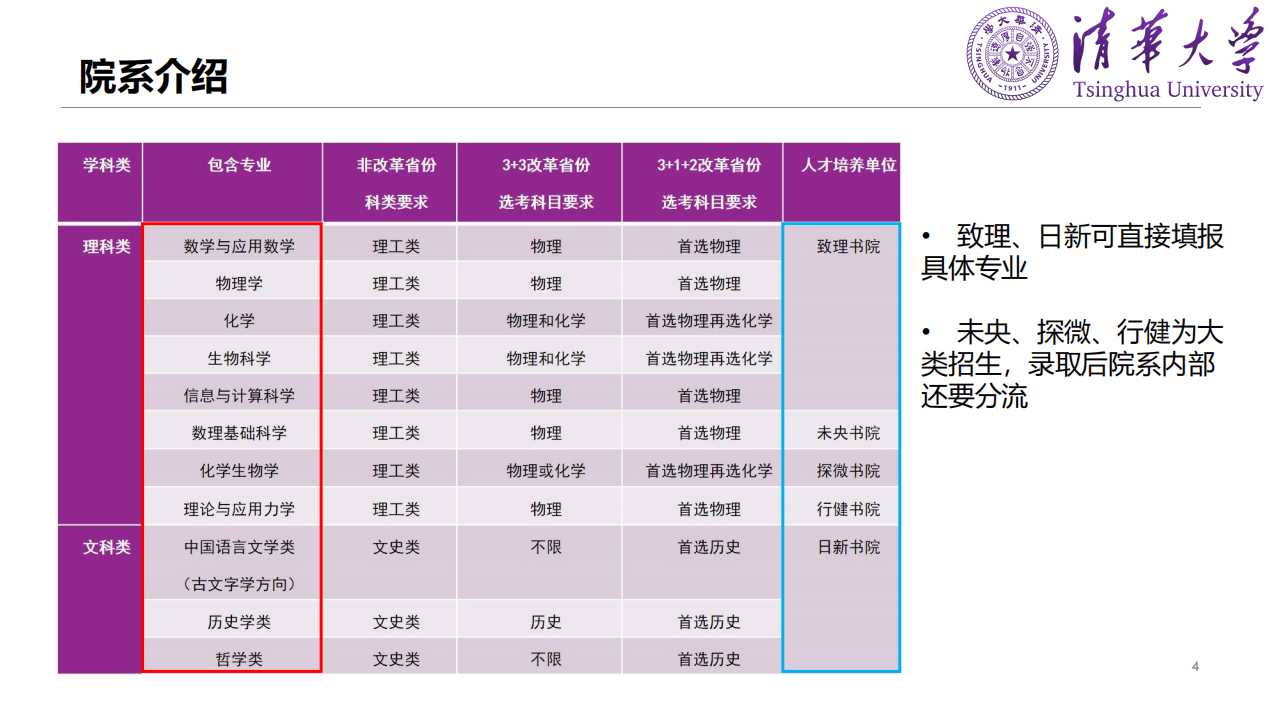 清华大学
Tsinghua University
TSINGHUA UNIVERSITY
·1911·
院系介绍
学科类 包含专业 非改革省份 科类要求 3+3改革省份 选考科目要求 3+1+2改革省份 选考科目要求 人才培养单位
理科类 数学与应用数学 理工类 物理 首选物理 致理书院
物理学 理工类 物理 首选物理
化学 理工类 物理和化学 首选物理再选化学
生物科学 理工类 物理和化学 首选物理再选化学
信息与计算科学 理工类 物理 首选物理
数理基础科学 理工类 物理 首选物理 未央书院
化学生物学 理工类 物理或化学 首选物理再选化学 探微书院
理论与应用力学 理工类 物理 首选物理 行健书院
文科类 中国语言文学类 文史类 不限 首选历史 日新书院
（古文字学方向）
历史学类 文史类 历史 首选历史
哲学类 文史类 不限 首选历史
• 致理、日新可直接填报
具体专业
• 未央、探微、行健为大
类招生，录取后院系内部
还要分流
4